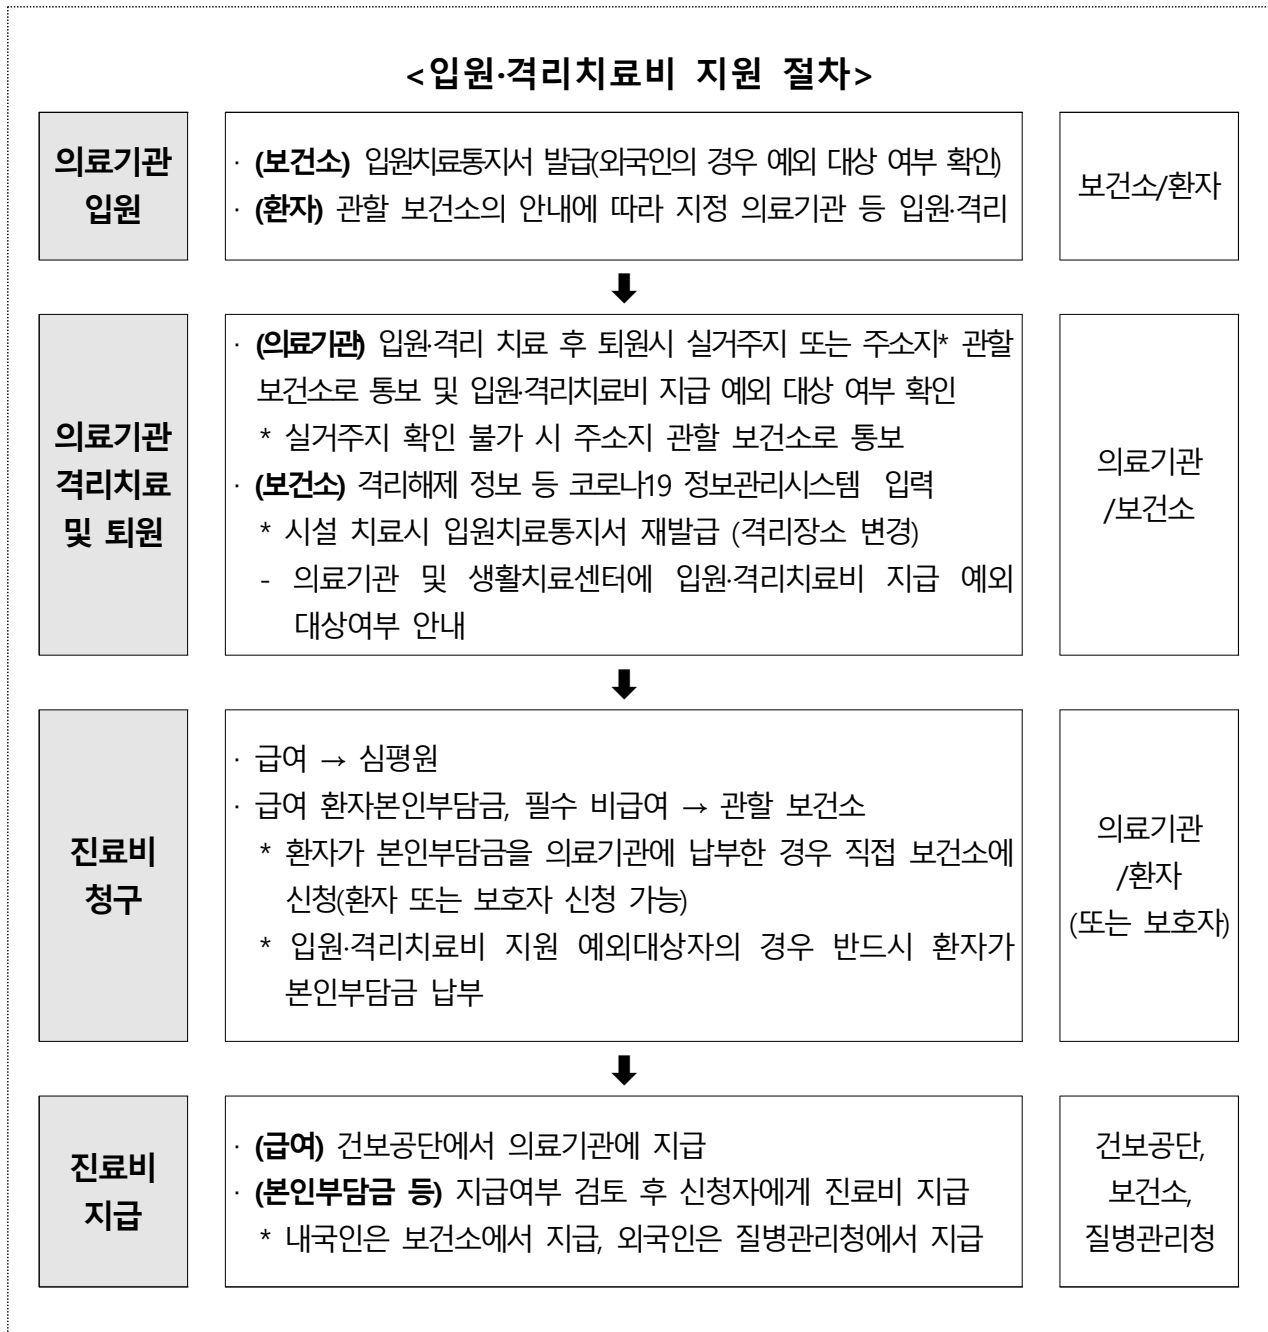 <입원·격리치료비 지원 절차>
의료기관
입원
· (보건소) 입원치료통지서 발급(외국인의 경우 예외 대상 여부 확인)
· (환자) 관할 보건소의 안내에 따라 지정 의료기관 등 입원·격리
보건소/환자
⬇
의료기관
격리치료
및 퇴원
· (의료기관) 입원·격리 치료 후 퇴원시 실거주지 또는 주소지* 관할
보건소로 통보 및 입원·격리치료비 지급 예외 대상 여부 확인
* 실거주지 확인 불가 시 주소지 관할 보건소로 통보
· (보건소) 격리해제 정보 등 코로나19 정보관리시스템 입력
* 시설 치료시 입원치료통지서 재발급 (격리장소 변경)
- 의료기관 및 생활치료센터에 입원·격리치료비 지급 예외
대상여부 안내
의료기관
/보건소
⬇
진료비
청구
· 급여 → 심평원
· 급여 환자본인부담금, 필수 비급여 → 관할 보건소
* 환자가 본인부담금을 의료기관에 납부한 경우 직접 보건소에
신청(환자 또는 보호자 신청 가능)
* 입원·격리치료비 지원 예외대상자의 경우 반드시 환자가
본인부담금 납부
의료기관
/환자
(또는 보호자)
⬇
진료비
지급
· (급여) 건보공단에서 의료기관에 지급
· (본인부담금 등) 지급여부 검토 후 신청자에게 진료비 지급
* 내국인은 보건소에서 지급, 외국인은 질병관리청에서 지급
건보공단,
보건소,
질병관리청